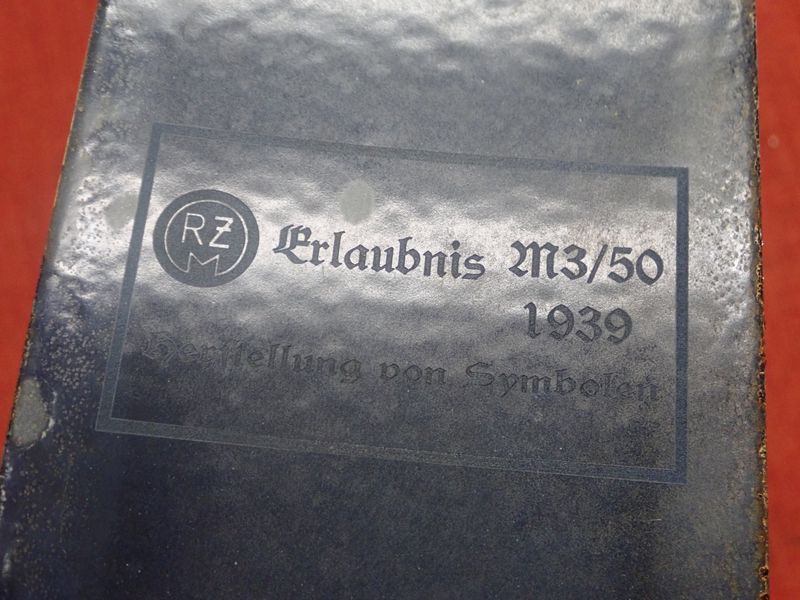 RZM Erlaubnis M3/50
1939
Herstellung von Symbolen